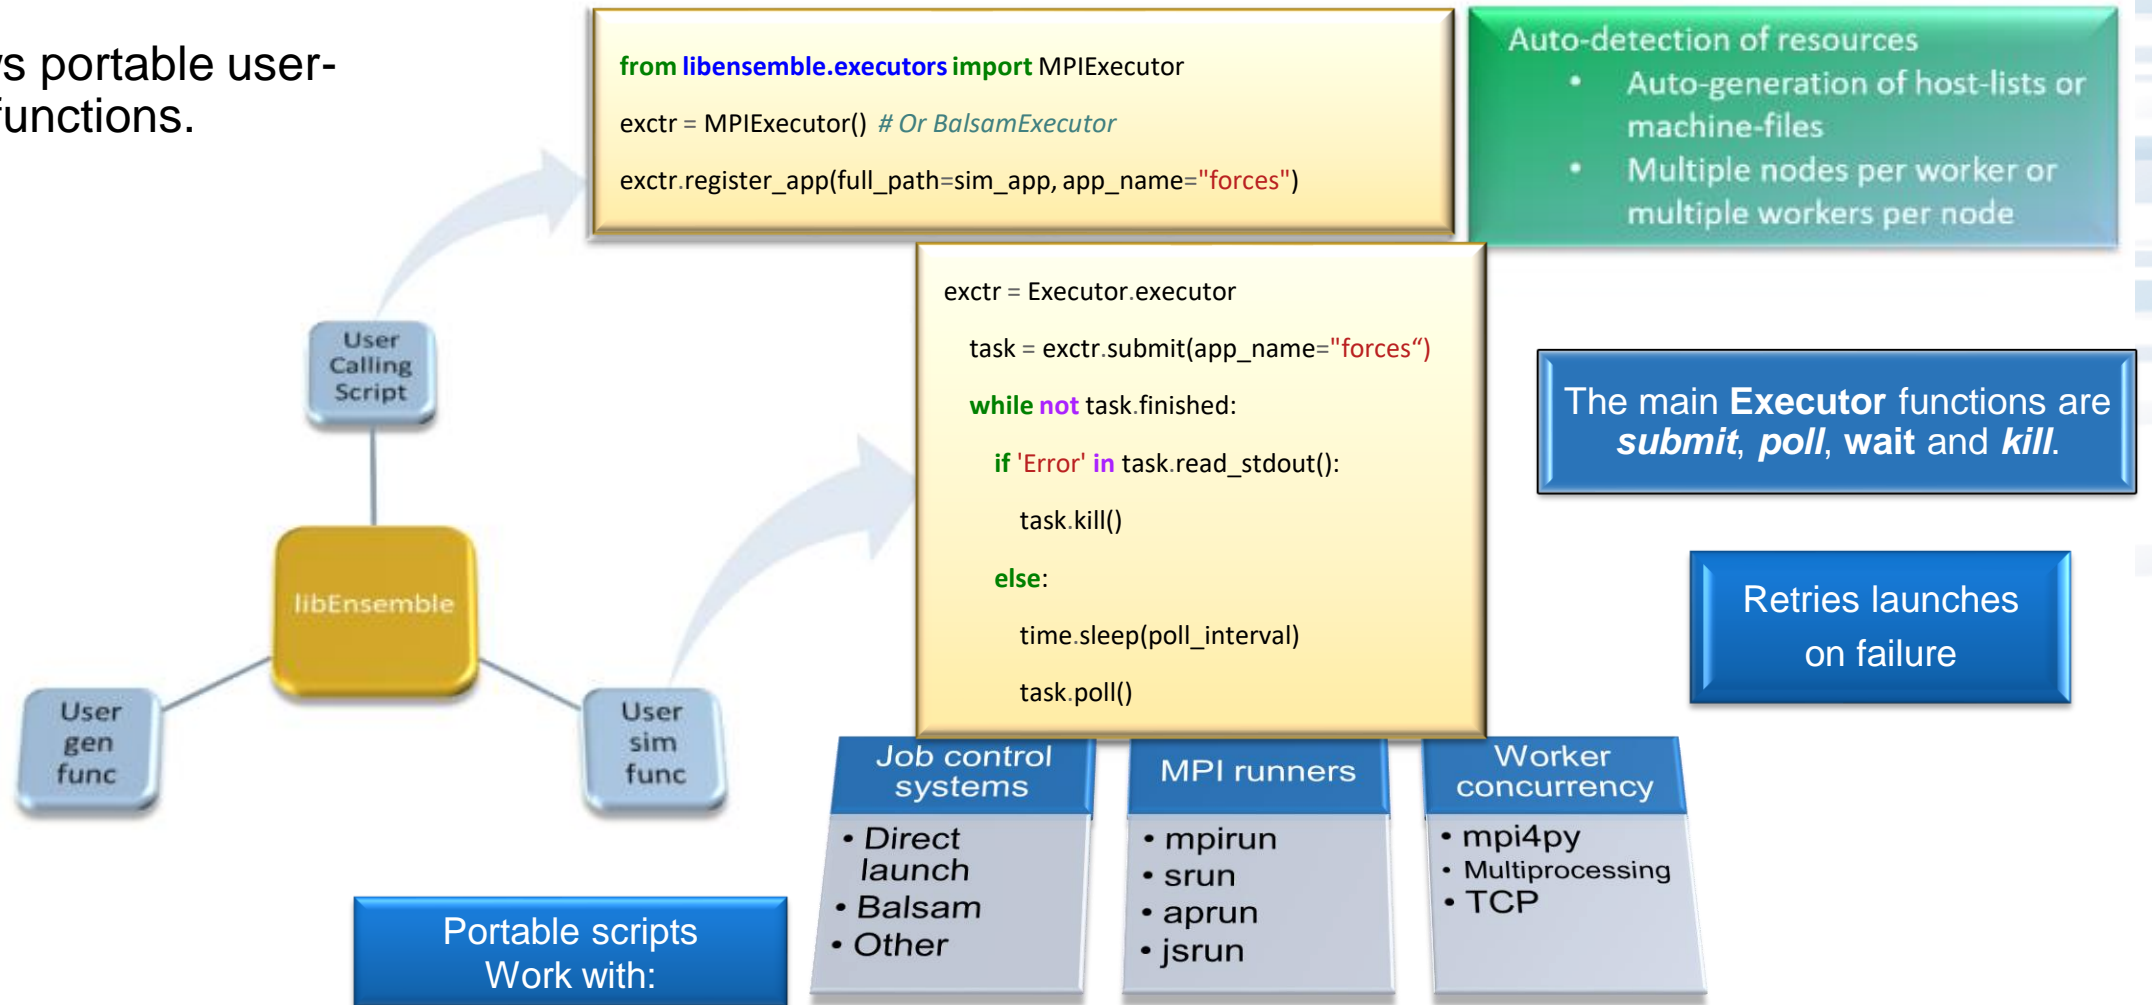 ws portable user-
functions.
from libensemble.executors import MPIExecutor
exctr = MPIExecutor() # Or BalsamExecutor
exctr.register_app(full_path=sim_app, app_name="forces")
Auto-detection of resources
• Auto-generation of host-lists or
machine-files
• Multiple nodes per worker or
multiple workers per node
exctr = Executor.executor
task = exctr.submit(app_name="forces“)
while not task.finished:
if 'Error' in task.read_stdout():
task.kill()
else:
time.sleep(poll_interval)
task.poll()
User
Calling
Script
libEnsemble
User
gen
func
User
sim
func
The main Executor functions are
submit, poll, wait and kill.
Retries launches
on failure
Job control
systems
• Direct
launch
• Balsam
• Other
MPI runners
• mpirun
• srun
• aprun
• jsrun
Worker
concurrency
• mpi4py
• Multiprocessing
• TCP
Portable scripts
Work with: